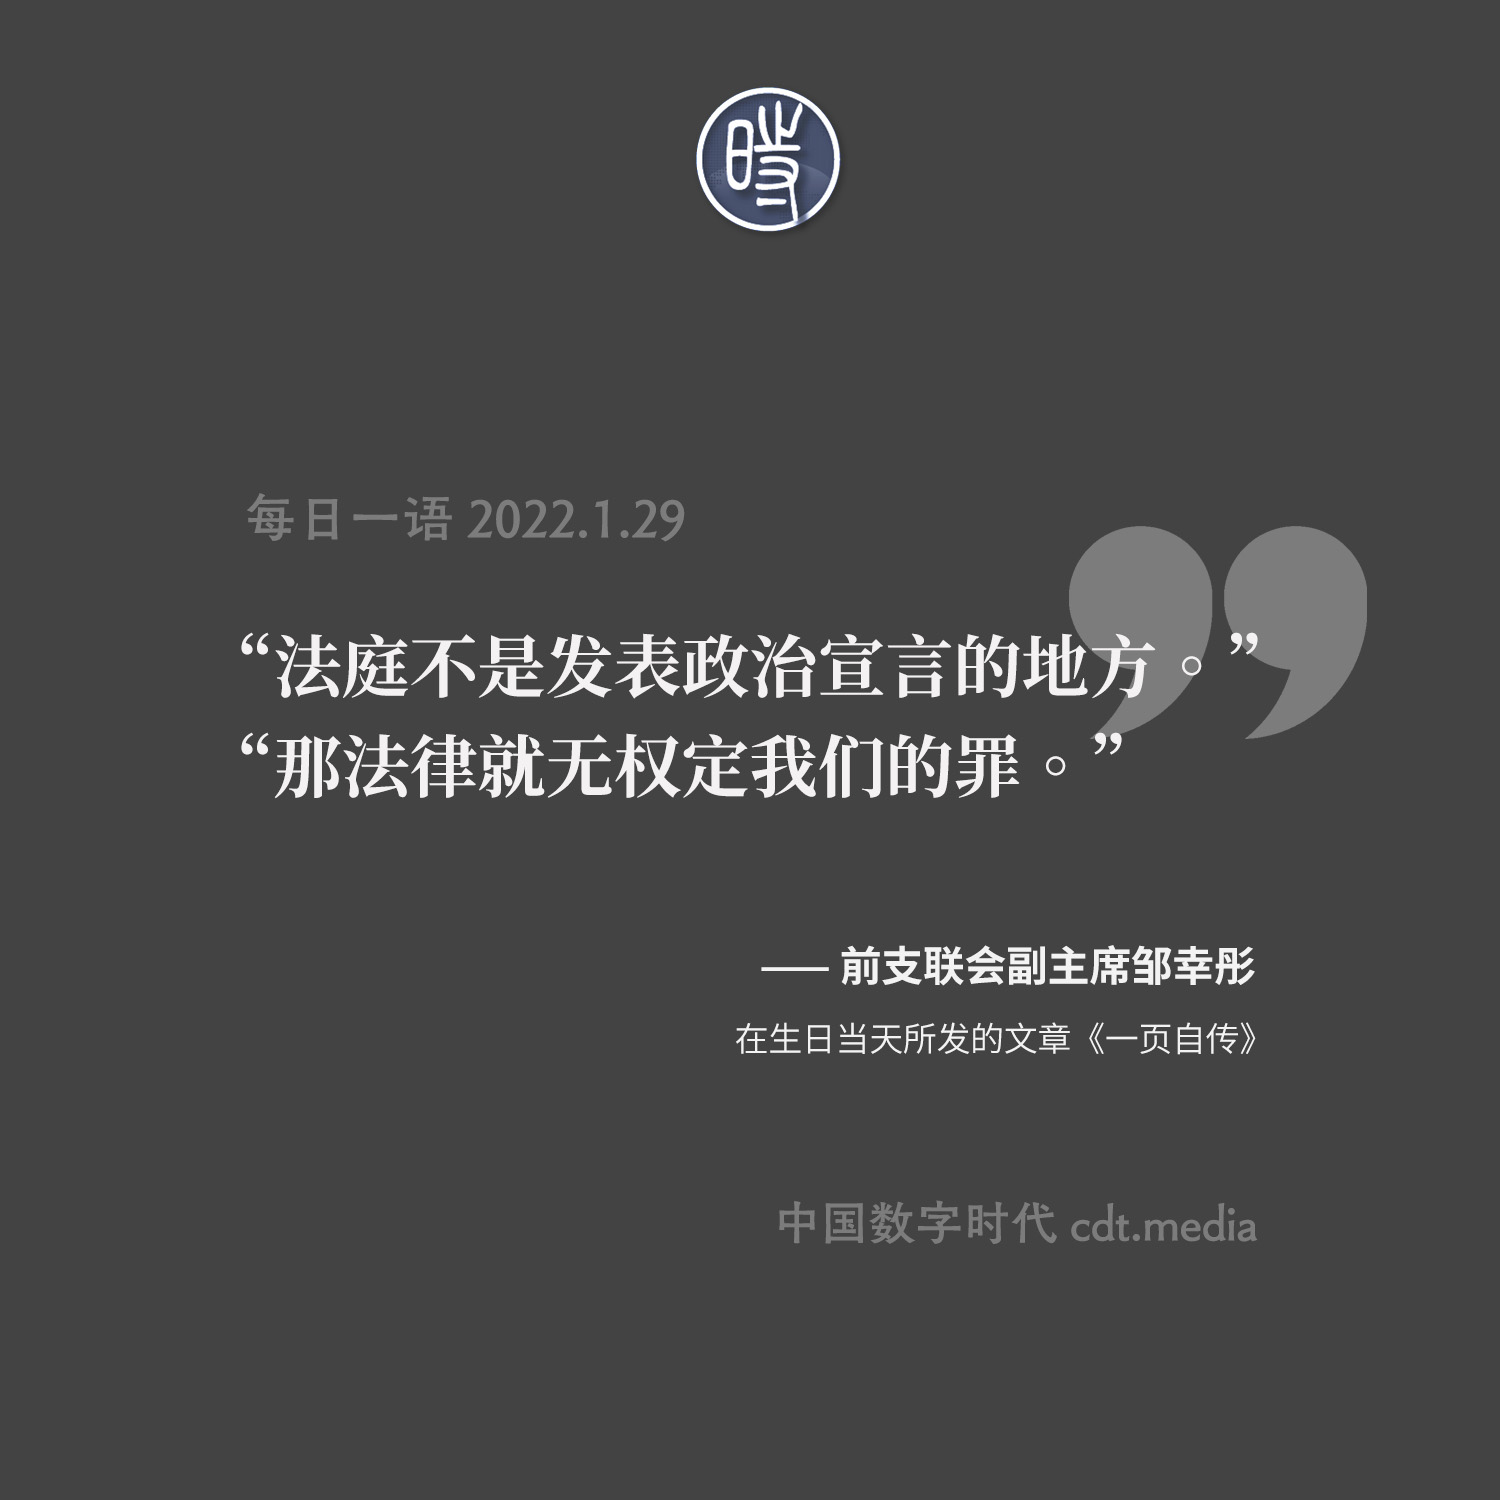 時
每日一语 2022.1.29
“法庭不是发表政治宣言的地方。”
“那法律就无权定我们的罪。”
—— 前支联会副主席邹幸彤
在生日当天所发的文章《一页自传》
中国数字时代 cdt.media